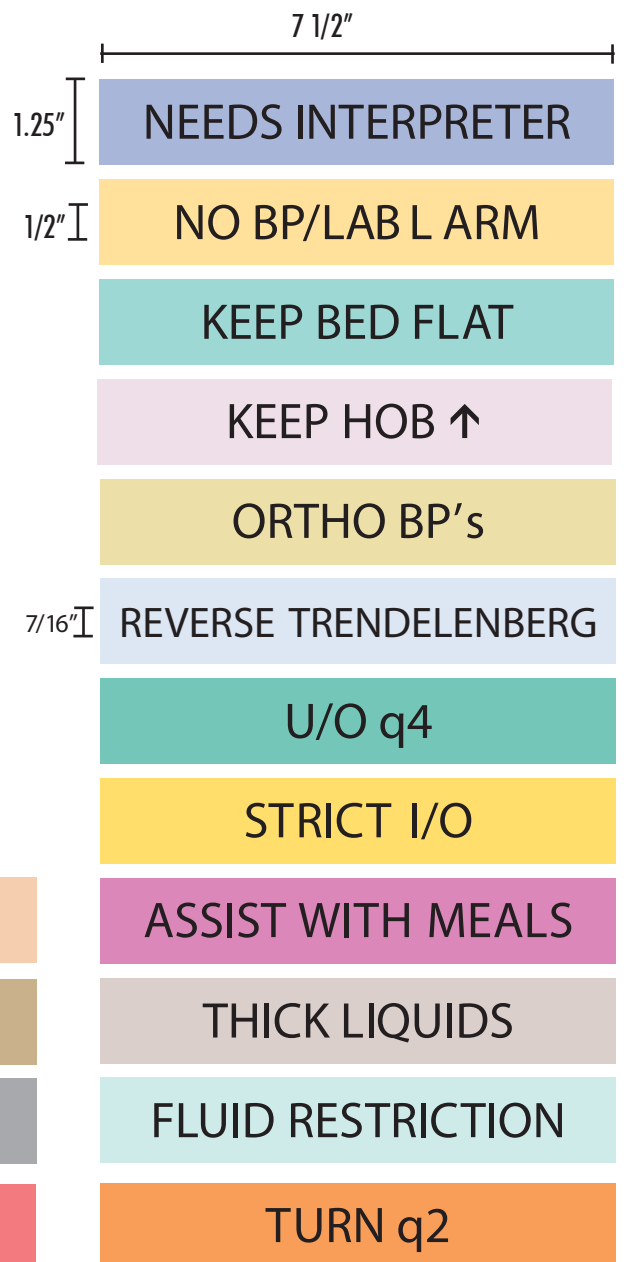 7 1/2"
1.25"
NEEDS INTERPRETER
1/2"
NO BP/LAB L ARM
KEEP BED FLAT
KEEP HOB ↑
ORTHO BP's
7/16"
REVERSE TRENDELENBERG
U/O q4
STRICT I/O
ASSIST WITH MEALS
THICK LIQUIDS
FLUID RESTRICTION
TURN q2